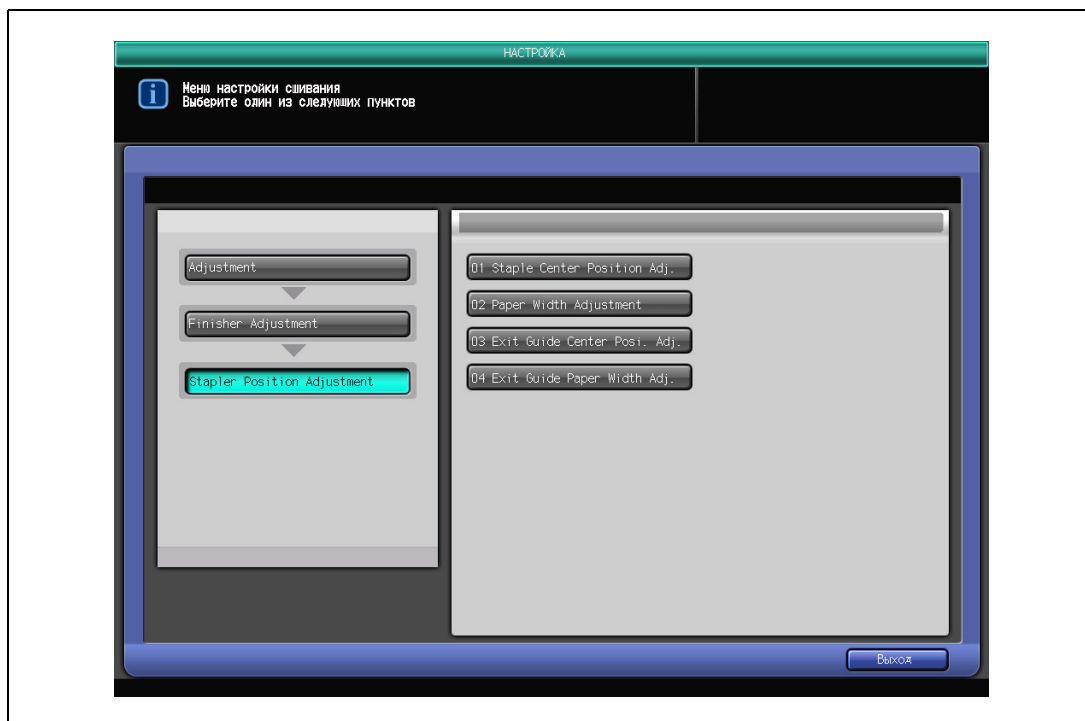 НАСТРОЙКА
Меню настройки сшивания
Выберите один из следующих пунктов
Adjustment
Finisher Adjustment
Stapler Position Adjustment
01 Staple Center Position Adj.
02 Paper Width Adjustment
03 Exit Guide Center Posi. Adj.
04 Exit Guide Paper Width Adj.
Выход